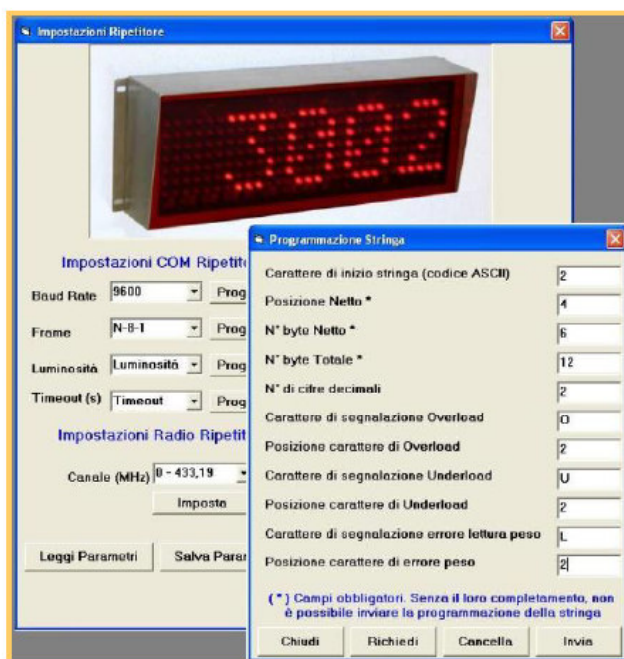 Impostazioni Ripetitore
3002
Programmazione Stringa
Impostazioni COM Ripetit
Baud Rate 9600 Prog
Frame N-8-1 Prog
Luminosità Luminosità Prog
Timeout (s) Timeout Prog
Impostazioni Radio Ripetit
Canale (MHz) 0 - 433,19
Imposta
Leggi Parametri Salva Para
Carattere di inizio stringa (codice ASCII) 2
Posizione Netto * 4
N° byte Netto * 6
N° byte Totale * 12
N° di cifre decimali 2
Carattere di segnalazione Overload O
Posizione carattere di Overload 2
Carattere di segnalazione Underload U
Posizione carattere di Underload 2
Carattere di segnalazione errore lettura peso L
Posizione carattere di errore peso 2
(*) Campi obbligatori. Senza il loro completamento, non
è possibile inviare la programmazione della stringa
Chiudi Richiedi Cancella Invia